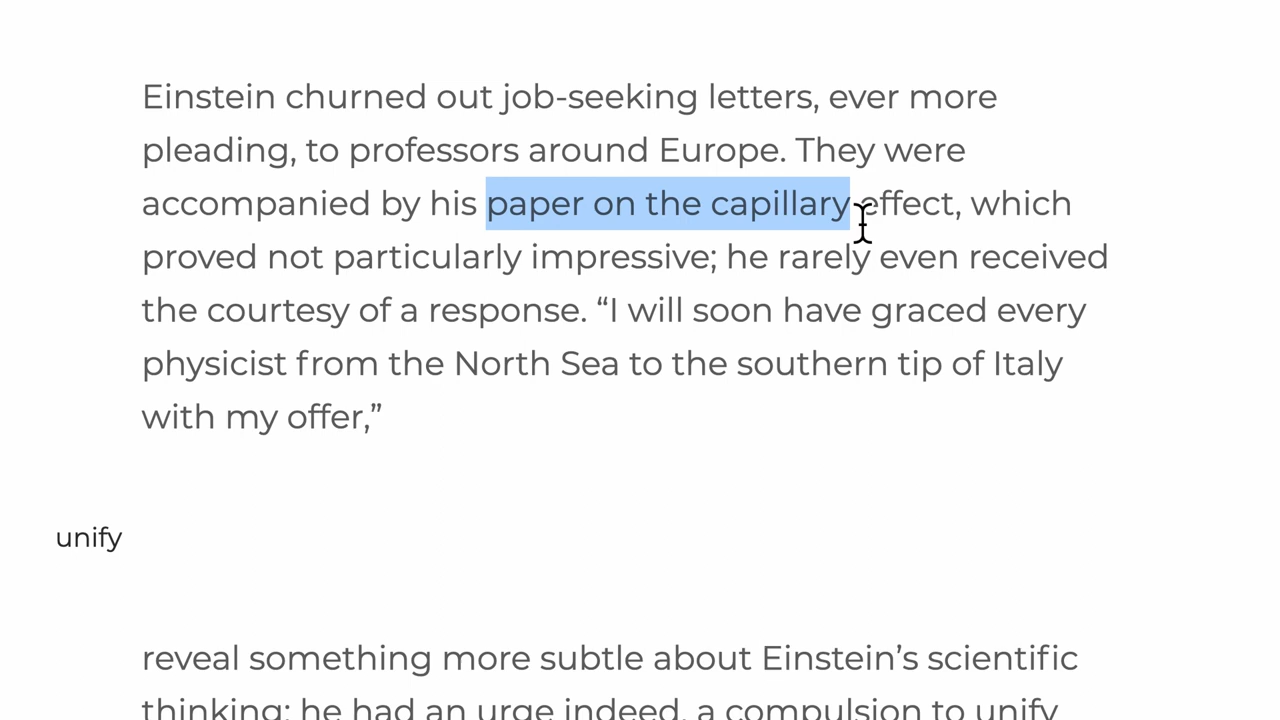 Einstein churned out job-seeking letters, ever more
pleading, to professors around Europe. They were
accompanied by his paper on the capillary effect, which
proved not particularly impressive; he rarely even received
the courtesy of a response. “I will soon have graced every
physicist from the North Sea to the southern tip of Italy
with my offer,”
unify
reveal something more subtle about Einstein’s scientific
thinking: he had an urge indeed, a compulsion to unify